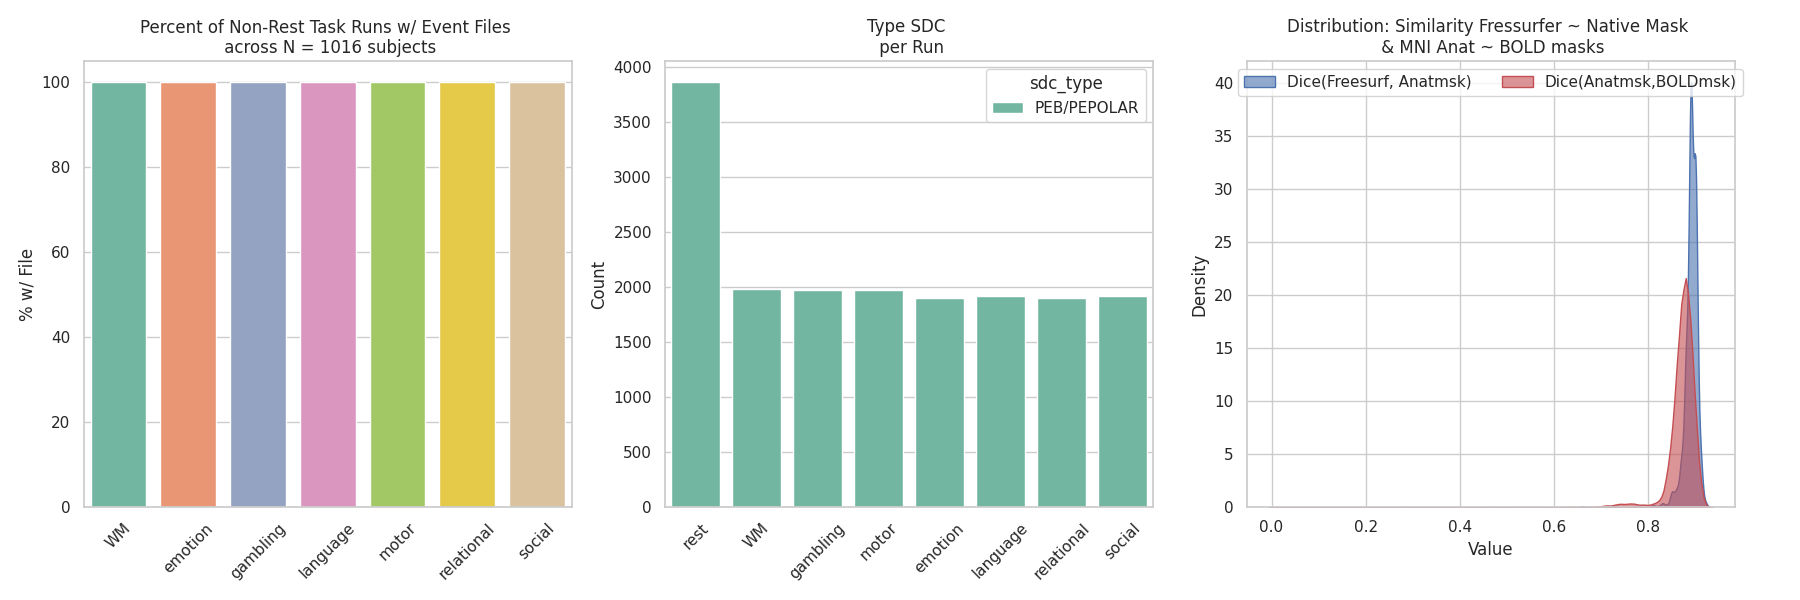 Percent of Non-Rest Task Runs w/ Event Files
across N = 1016 subjects
100
80
60
40
20
0
% w/ File
WM
emotion
gambling
language
motor
relational
social
Type SDC
per Run
4000
3500
3000
2500
2000
1500
1000
500
0
Count
sdc_type
PEB/PEPOLAR
rest
WM
gambling
motor
emotion
language
relational
social
Distribution: Similarity Fressurfer ~ Native Mask
& MNI Anat ~ BOLD masks
Dice(Freesurf, Anatmsk)
Dice(Anatmsk,BOLDmsk)
40
35
30
25
20
15
10
5
0
Density
0.0
0.2
0.4
0.6
0.8
Value